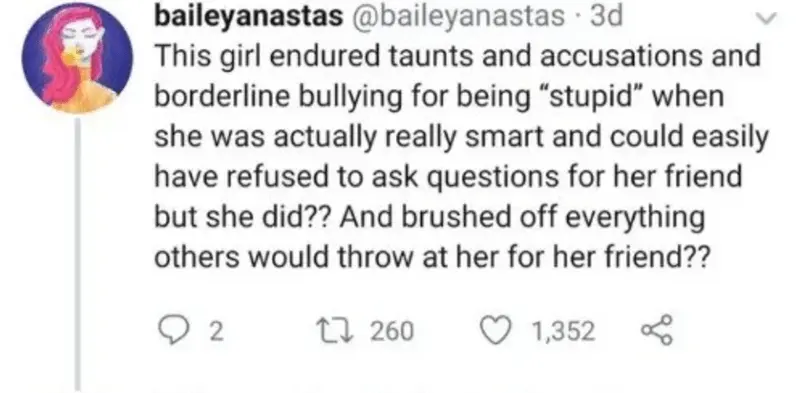 baileyanastas @baileyanastas · 3d
This girl endured taunts and accusations and
borderline bullying for being “stupid” when
she was actually really smart and could easily
have refused to ask questions for her friend
but she did?? And brushed off everything
others would throw at her for her friend??
2 260 1,352